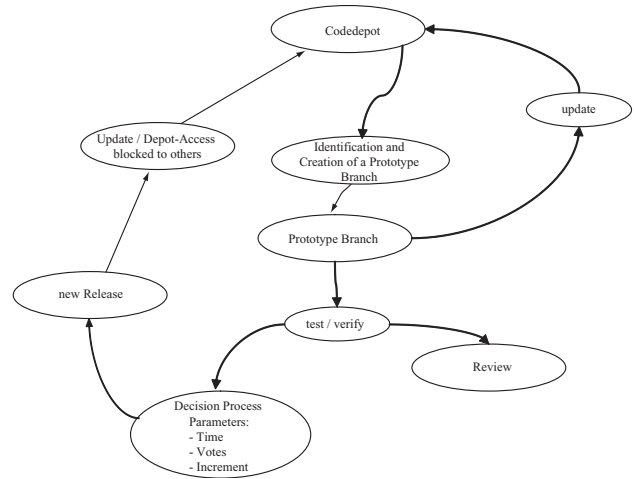 Codedepot
update
Update / Depot-Access
blocked to others
Identification and
Creation of a Prototype
Branch
Prototype Branch
new Release
test / verify
Review
Decision Process
Parameters:
- Time
- Votes
- Increment